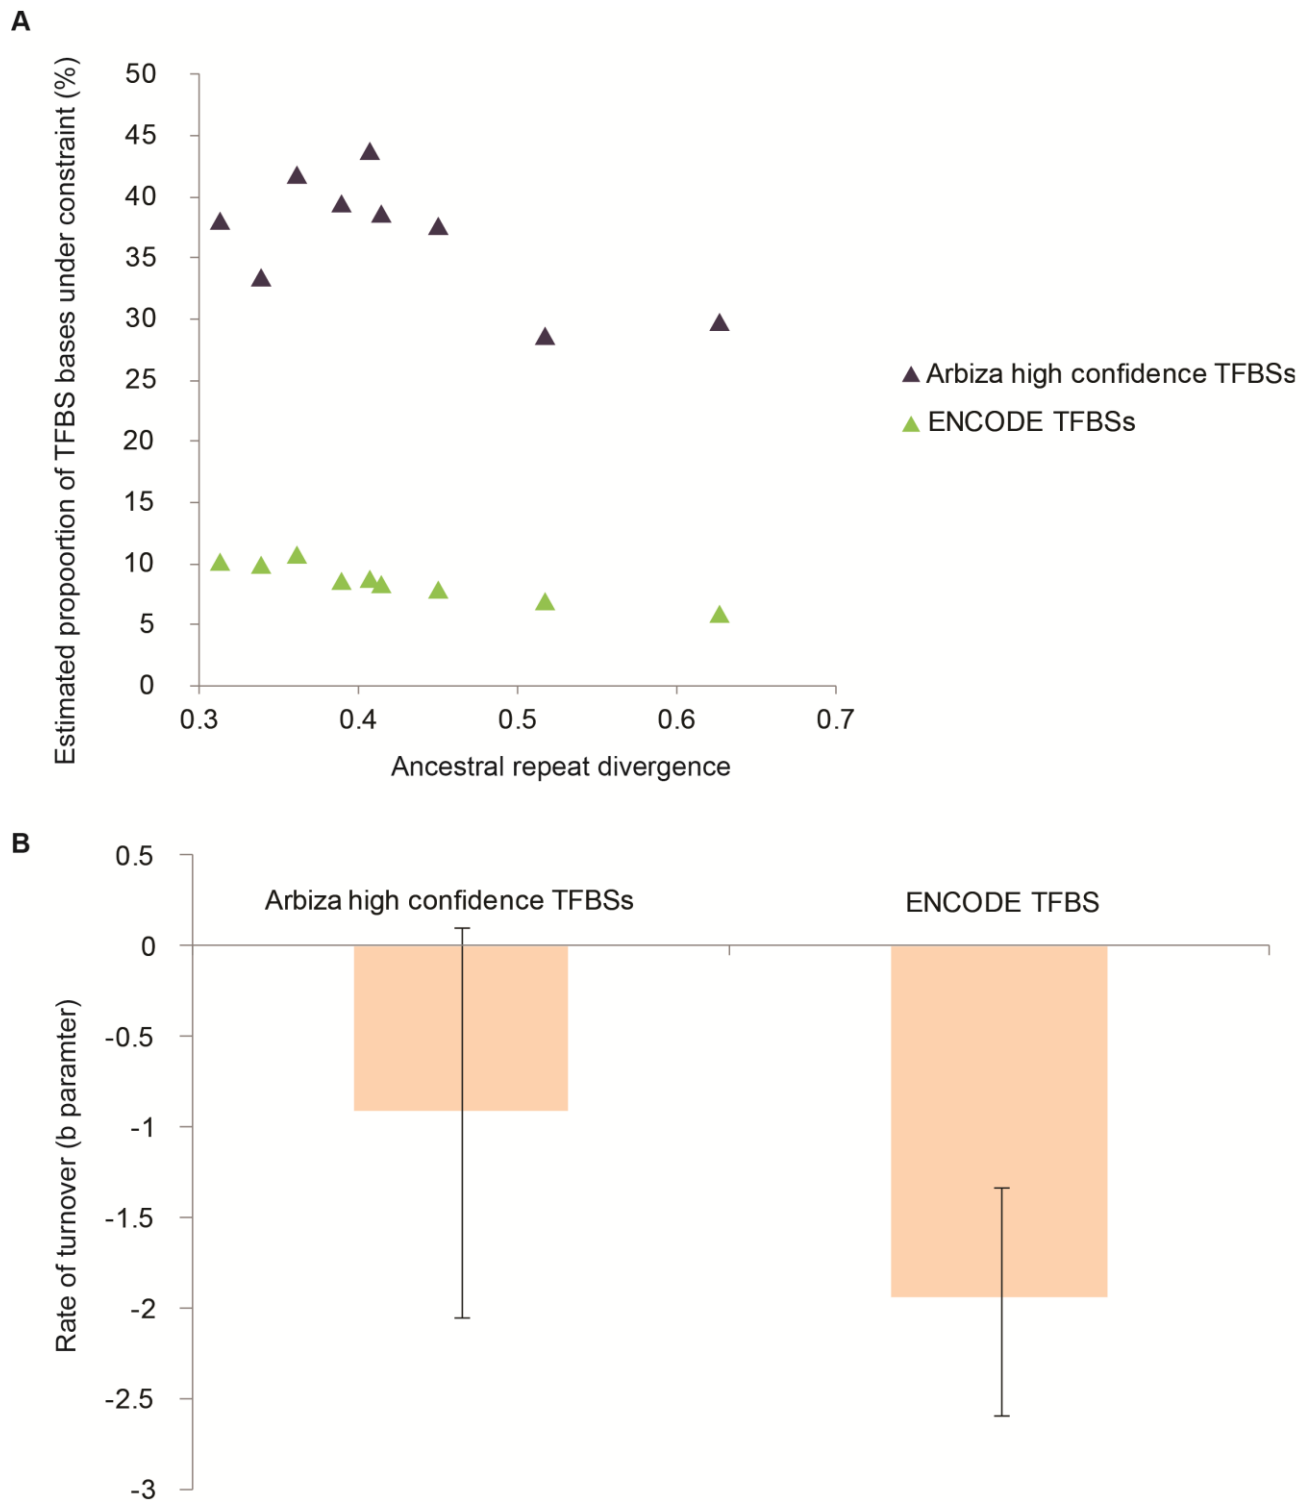 A
Estimated propoortion of TFBS bases under constraint (%)
50
45
40
35
30
25
20
15
10
5
0
0.3 0.4 0.5 0.6 0.7
Ancestral repeat divergence
Arbiza high confidence TFBSs
ENCODE TFBSs
B
Rate of turnover (b paramter)
0.5
0
-0.5
-1
-1.5
-2
-2.5
-3
Arbiza high confidence TFBSs
ENCODE TFBS